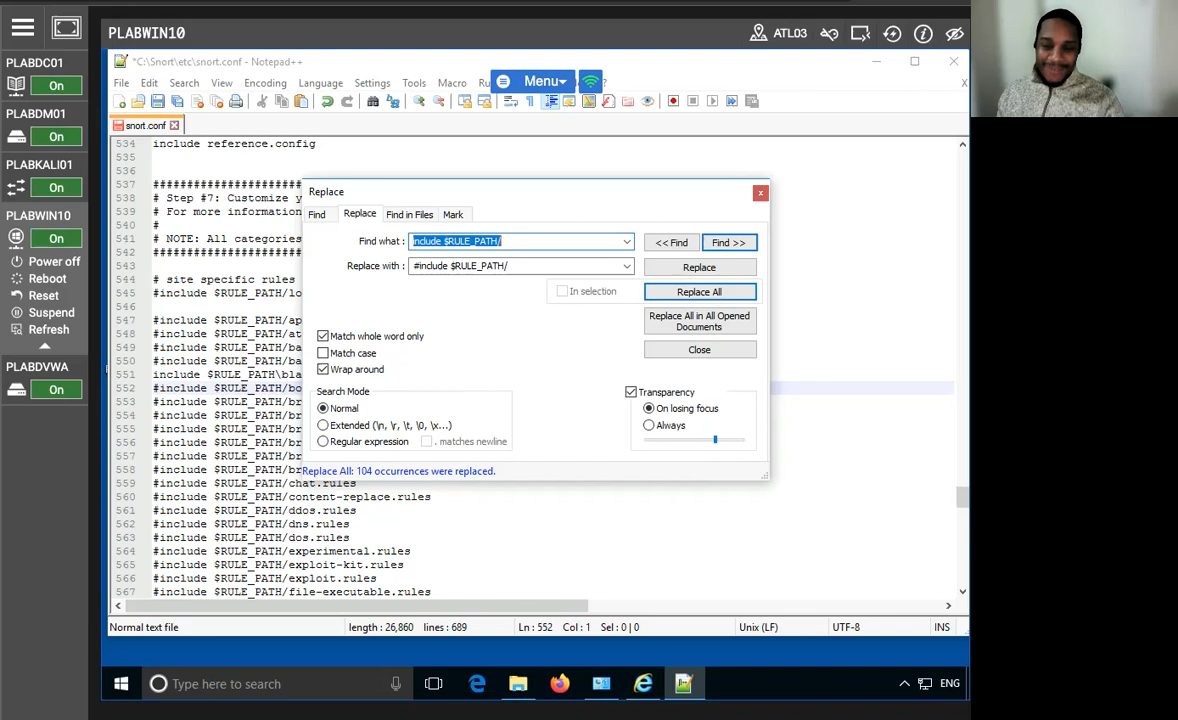 PLABWIN10
ATL03
PLABDC01
On
PLABDM01
On
PLABKALI01
On
PLABWIN10
On
Power off
Reboot
Reset
Suspend
Refresh
PLABDVWA
On
*C:\Snort\etc\snort.conf - Notepad++
File Edit Search View Encoding Language Settings Tools Macro Ru ?
Menu
snort.conf
534 include reference.config
535
536
537 ######################
538 # Step #7: Customize y
539 # For more information
540 #
541 # NOTE: All categories
542 ######################
543
544 # site specific rules
545 #include $RULE_PATH/lo
546
547 #include $RULE_PATH/ap
548 #include $RULE_PATH/at
549 #include $RULE_PATH/ba
550 #include $RULE_PATH/ba
551 include $RULE_PATH\bla
552 #include $RULE_PATH/bo
553 #include $RULE_PATH/br
554 #include $RULE_PATH/br
555 #include $RULE_PATH/br
556 #include $RULE_PATH/br
557 #include $RULE_PATH/br
558 #include $RULE_PATH/br
559 #include $RULE_PATH/chat.rules
560 #include $RULE_PATH/content-replace.rules
561 #include $RULE_PATH/ddos.rules
562 #include $RULE_PATH/dns.rules
563 #include $RULE_PATH/dos.rules
564 #include $RULE_PATH/experimental.rules
565 #include $RULE_PATH/exploit-kit.rules
566 #include $RULE_PATH/exploit.rules
567 #include $RULE_PATH/file-executable.rules
Replace
Find Replace Find in Files Mark
Find what : include $RULE_PATH/
<< Find Find >>
Replace with : #include $RULE_PATH/
Replace
In selection
Replace All
Replace All in All Opened
Documents
Close
Match whole word only
Match case
Wrap around
Search Mode
Normal
Extended (\n, \r, \t, \0, \x...)
Regular expression
. matches newline
Transparency
On losing focus
Always
Replace All: 104 occurrences were replaced.
Normal text file length : 26,860 lines : 689 Ln : 552 Col : 1 Sel : 0 | 0 Unix (LF) UTF-8 INS
Type here to search
ENG